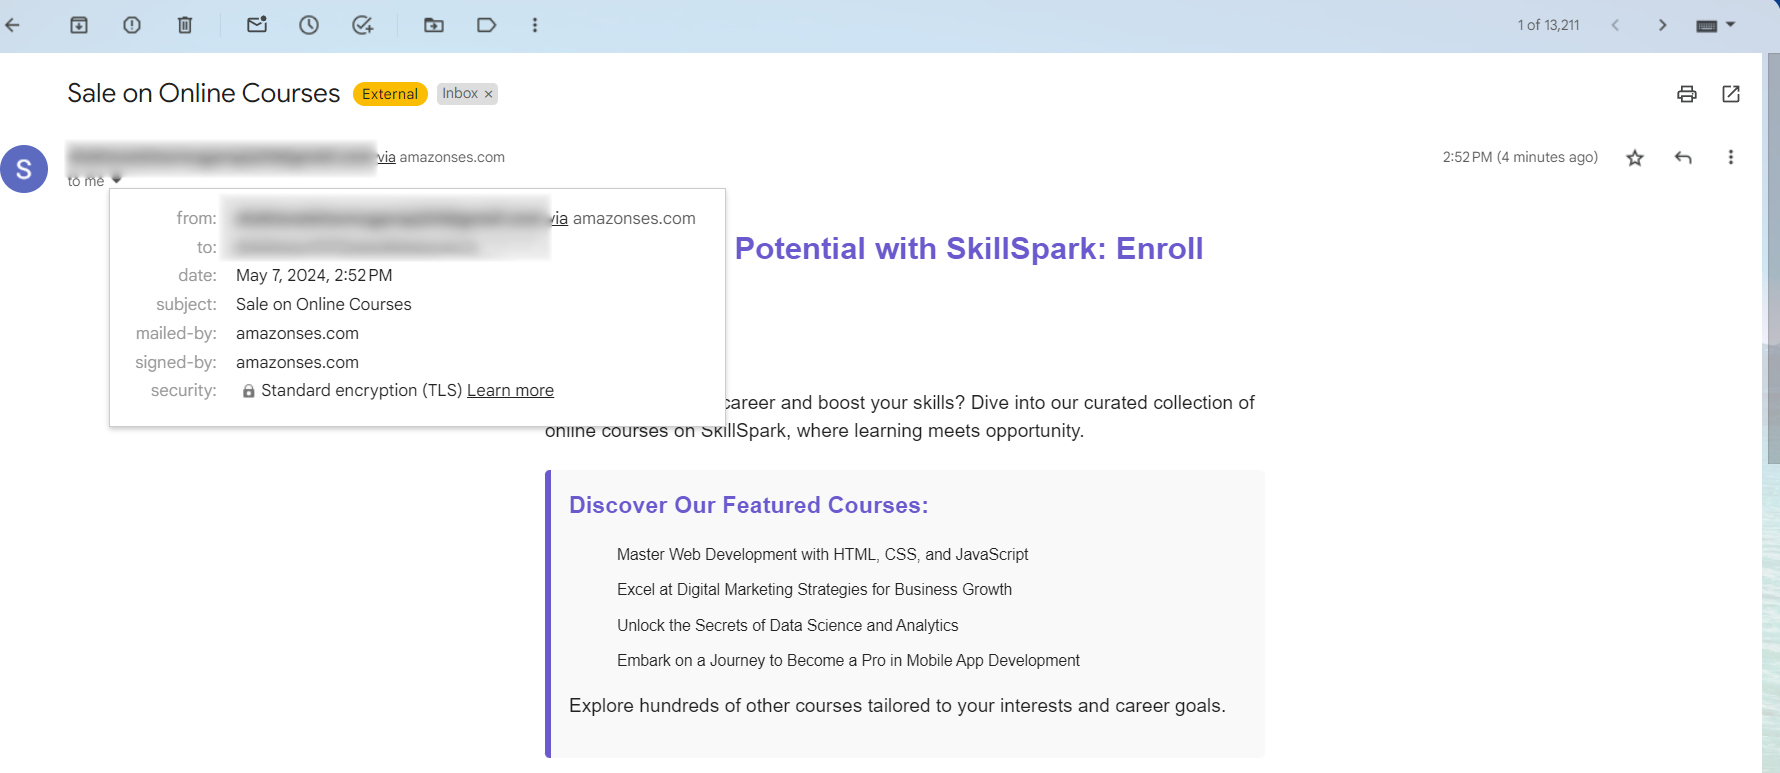 1 of 13,211
Sale on Online Courses External Inbox ×
S
via amazonses.com
2:52 PM (4 minutes ago)
to me
from: via amazonses.com
to:
date: May 7, 2024, 2:52 PM
subject: Sale on Online Courses
mailed-by: amazonses.com
signed-by: amazonses.com
security: Standard encryption (TLS) Learn more
Potential with SkillSpark: Enroll
career and boost your skills? Dive into our curated collection of
online courses on SkillSpark, where learning meets opportunity.
Discover Our Featured Courses:
Master Web Development with HTML, CSS, and JavaScript
Excel at Digital Marketing Strategies for Business Growth
Unlock the Secrets of Data Science and Analytics
Embark on a Journey to Become a Pro in Mobile App Development
Explore hundreds of other courses tailored to your interests and career goals.